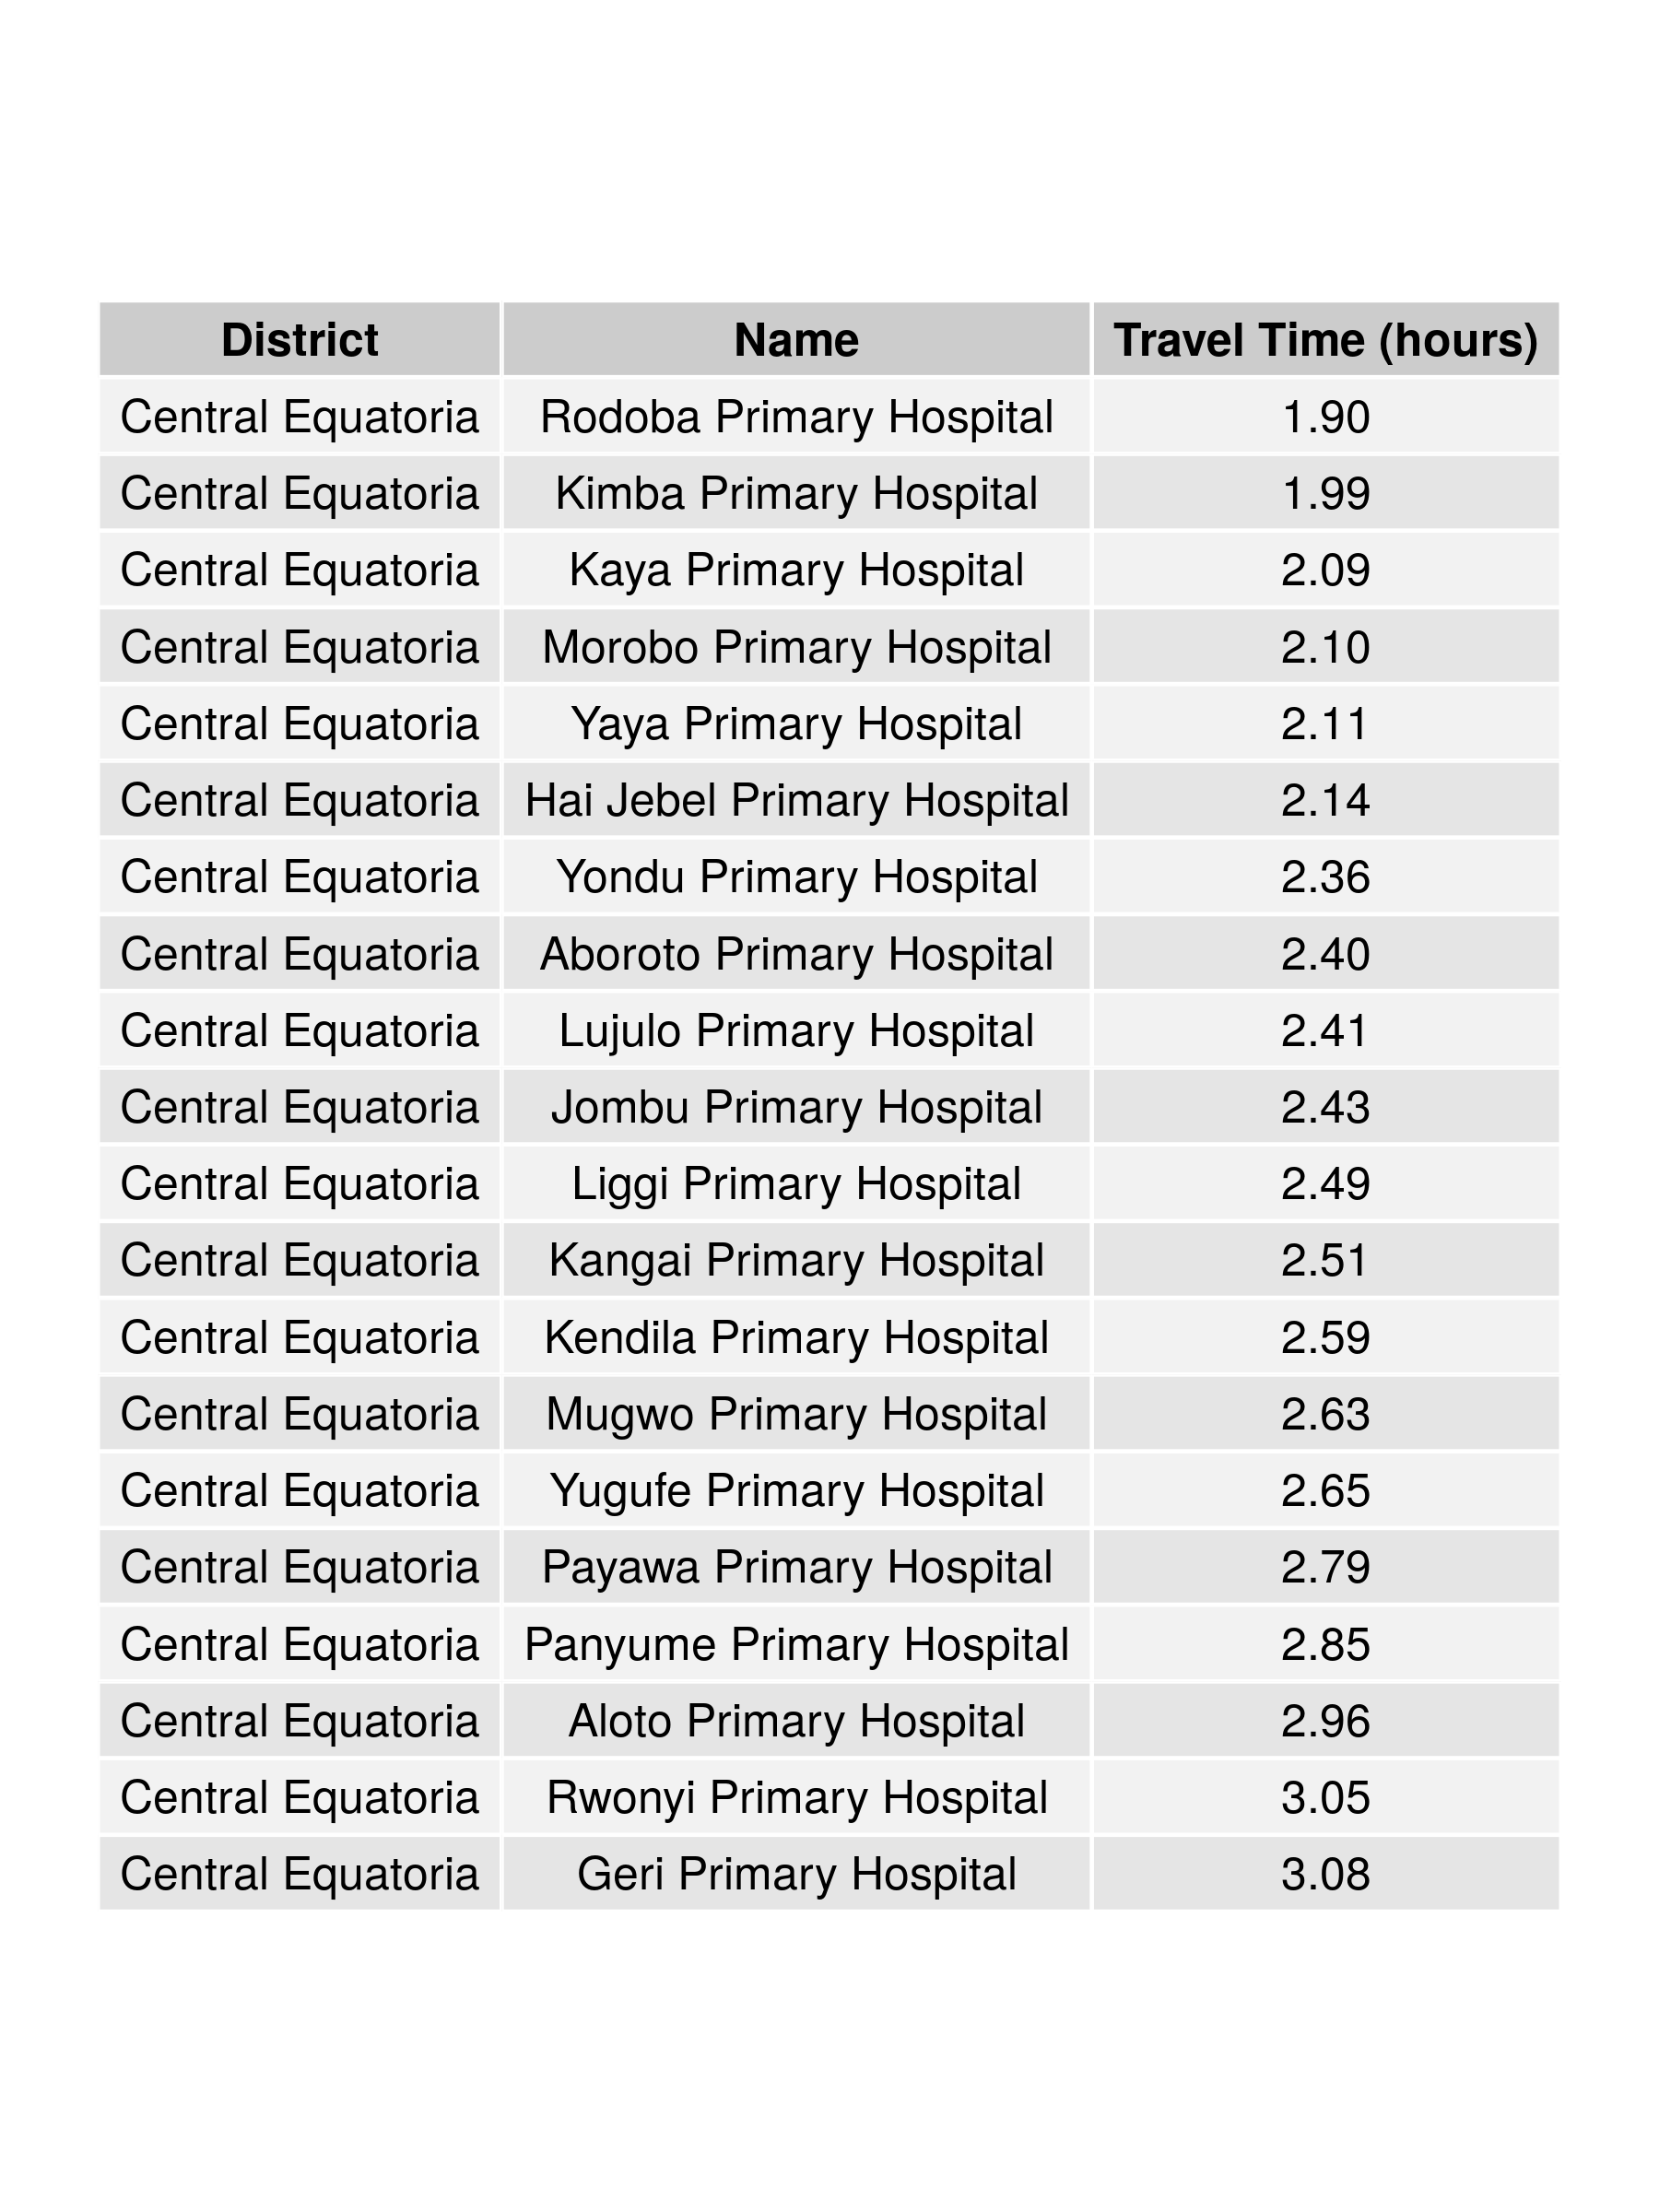 District Name Travel Time (hours)
Central Equatoria Rodoba Primary Hospital 1.90
Central Equatoria Kimba Primary Hospital 1.99
Central Equatoria Kaya Primary Hospital 2.09
Central Equatoria Morobo Primary Hospital 2.10
Central Equatoria Yaya Primary Hospital 2.11
Central Equatoria Hai Jebel Primary Hospital 2.14
Central Equatoria Yondu Primary Hospital 2.36
Central Equatoria Aboroto Primary Hospital 2.40
Central Equatoria Lujulo Primary Hospital 2.41
Central Equatoria Jombu Primary Hospital 2.43
Central Equatoria Liggi Primary Hospital 2.49
Central Equatoria Kangai Primary Hospital 2.51
Central Equatoria Kendila Primary Hospital 2.59
Central Equatoria Mugwo Primary Hospital 2.63
Central Equatoria Yugufe Primary Hospital 2.65
Central Equatoria Payawa Primary Hospital 2.79
Central Equatoria Panyume Primary Hospital 2.85
Central Equatoria Aloto Primary Hospital 2.96
Central Equatoria Rwonyi Primary Hospital 3.05
Central Equatoria Geri Primary Hospital 3.08